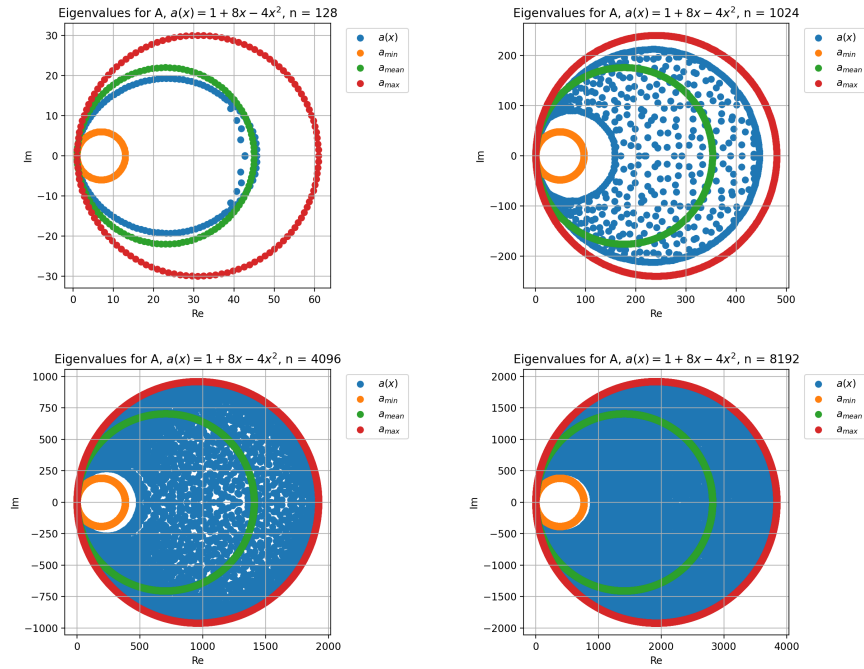 Eigenvalues for A, a(x) = 1 + 8x − 4x², n = 128
30
20
10
0
−10
−20
−30
Im
0 10 20 30 40 50 60
Re
a(x)
a_min
a_mean
a_max
Eigenvalues for A, a(x) = 1 + 8x − 4x², n = 1024
200
100
0
−100
−200
Im
0 100 200 300 400 500
Re
a(x)
a_min
a_mean
a_max
Eigenvalues for A, a(x) = 1 + 8x − 4x², n = 4096
1000
750
500
250
0
−250
−500
−750
−1000
Im
0 500 1000 1500 2000
Re
a(x)
a_min
a_mean
a_max
Eigenvalues for A, a(x) = 1 + 8x − 4x², n = 8192
2000
1500
1000
500
0
−500
−1000
−1500
−2000
Im
0 1000 2000 3000 4000
Re
a(x)
a_min
a_mean
a_max